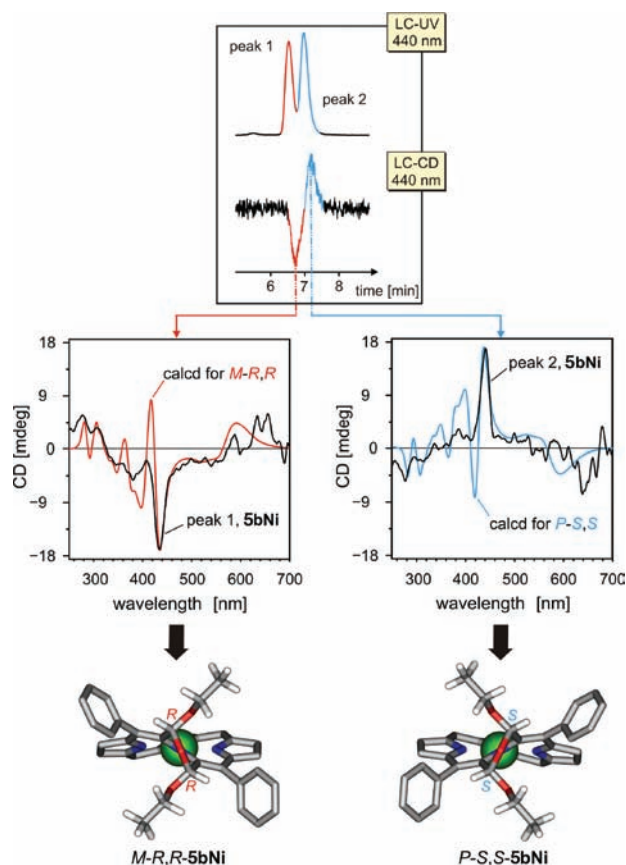 LC-UV
440 nm
peak 1
peak 2
LC-CD
440 nm
6 7 8
time [min]
18
9
0
-9
-18
CD [mdeg]
calcd for M-R,R
peak 1, 5bNi
300 400 500 600 700
wavelength [nm]
18
9
0
-9
-18
CD [mdeg]
peak 2, 5bNi
calcd for P-S,S
300 400 500 600 700
wavelength [nm]
R
R
S
S
M-R,R-5bNi
P-S,S-5bNi